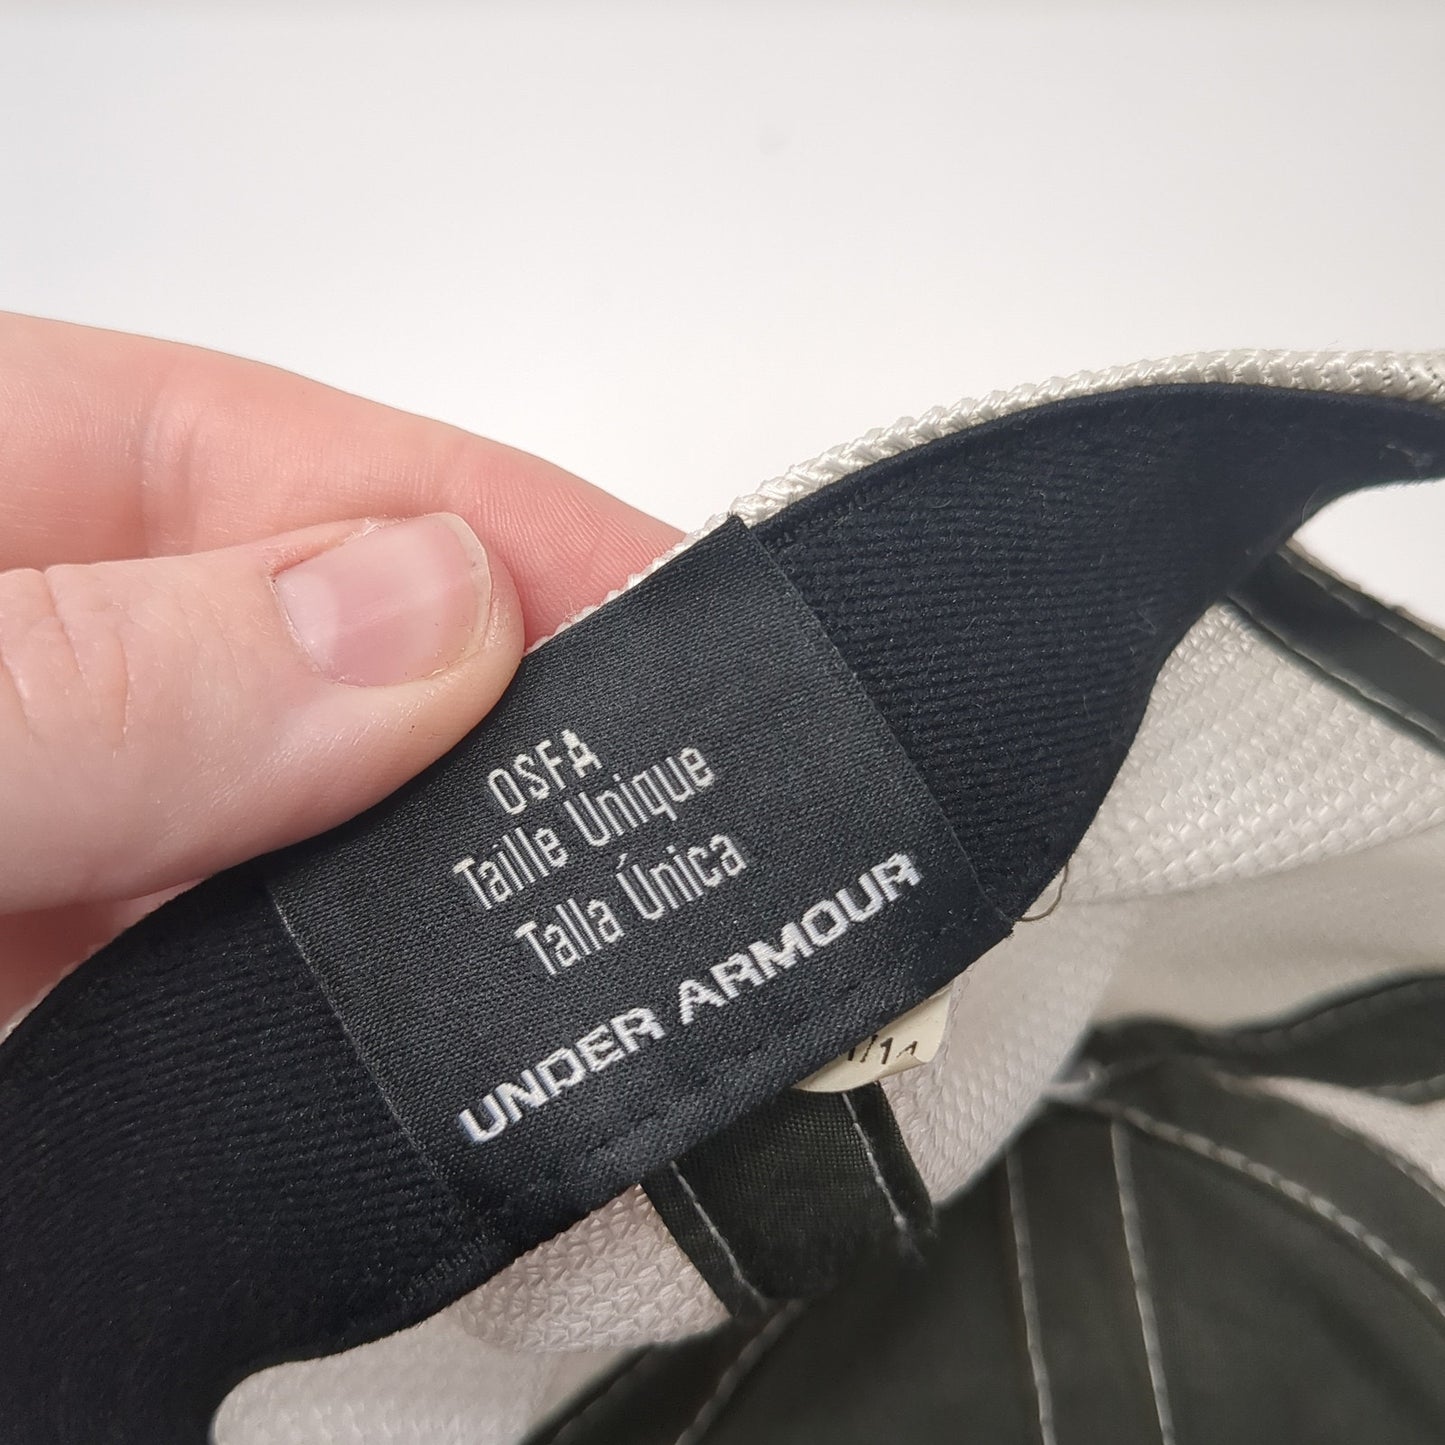 OSFA
Taille Unique
Talla Única
UNDER ARMOUR